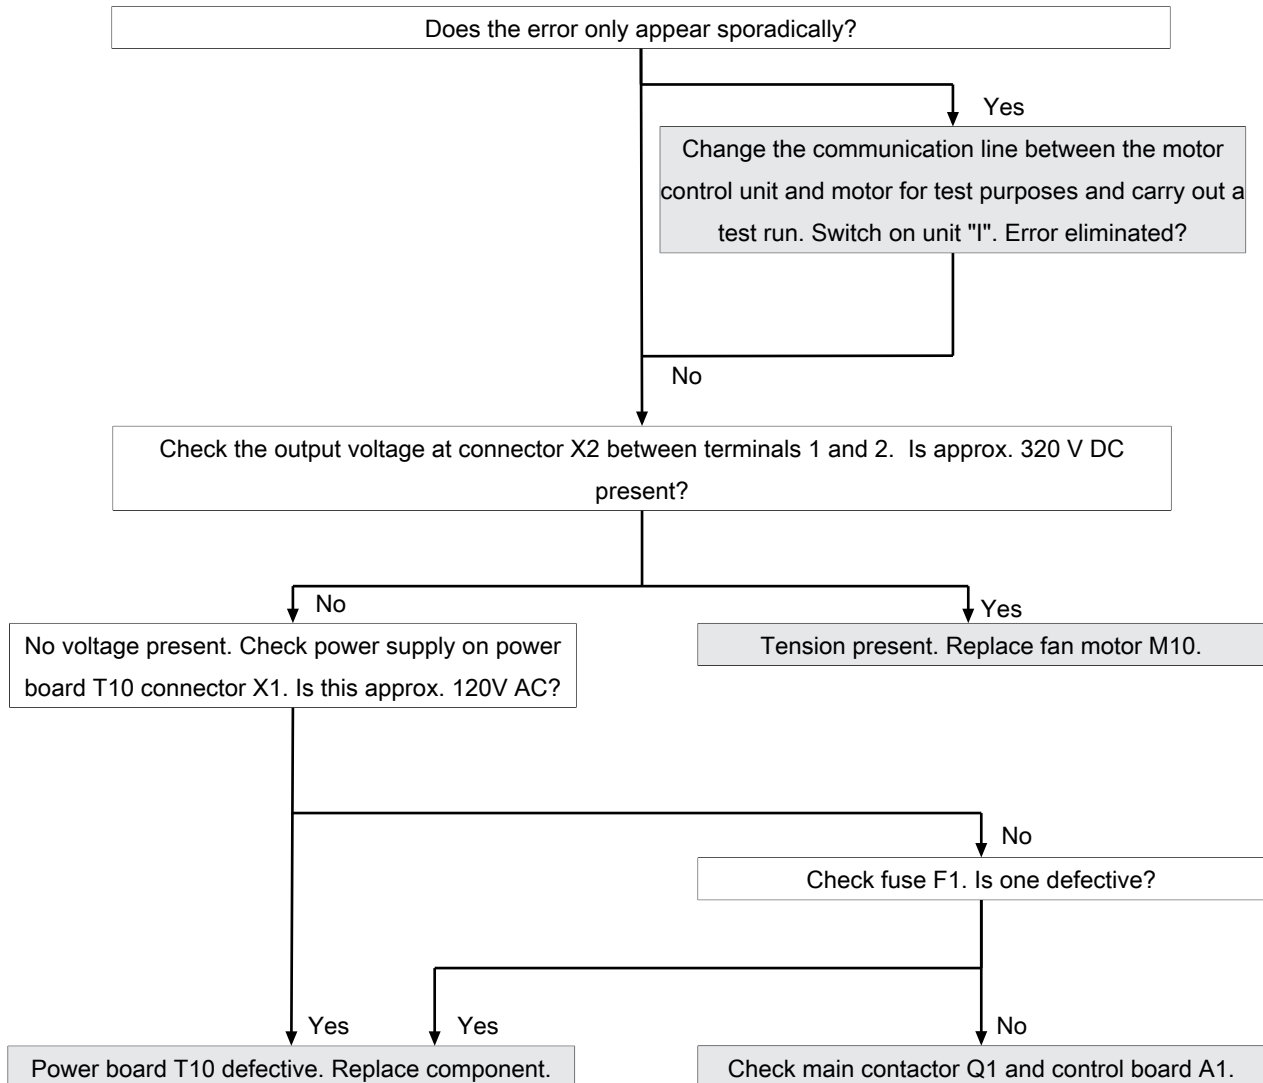 Does the error only appear sporadically?
Yes
Change the communication line between the motor
control unit and motor for test purposes and carry out a
test run. Switch on unit "I". Error eliminated?
No
Check the output voltage at connector X2 between terminals 1 and 2.  Is approx. 320 V DC
present?
No
Yes
No voltage present. Check power supply on power
board T10 connector X1. Is this approx. 120V AC?
Tension present. Replace fan motor M10.
No
Check fuse F1. Is one defective?
Yes
Yes
No
Power board T10 defective. Replace component.
Check main contactor Q1 and control board A1.